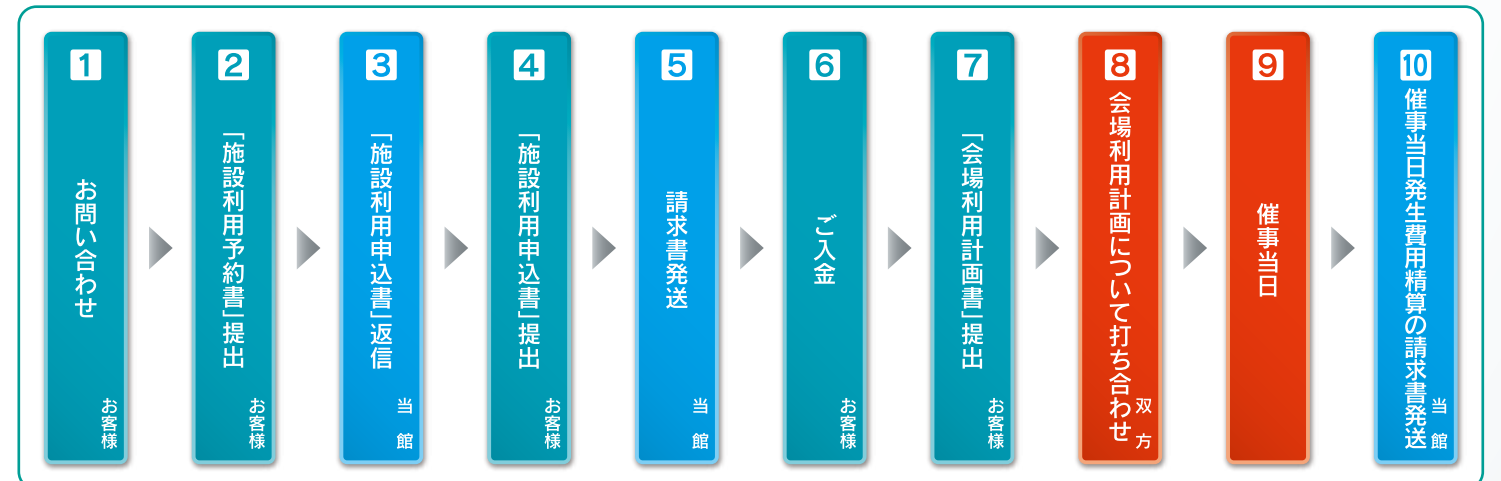 1
お問い合わせ
お客様
2
「施設利用予約書」提出
お客様
3
「施設利用申込書」返信
当館
4
「施設利用申込書」提出
お客様
5
請求書発送
当館
6
ご入金
お客様
7
「会場利用計画書」提出
お客様
8
会場利用計画について打ち合わせ
双方
9
催事当日
10
催事当日発生費用精算の請求書発送
当館